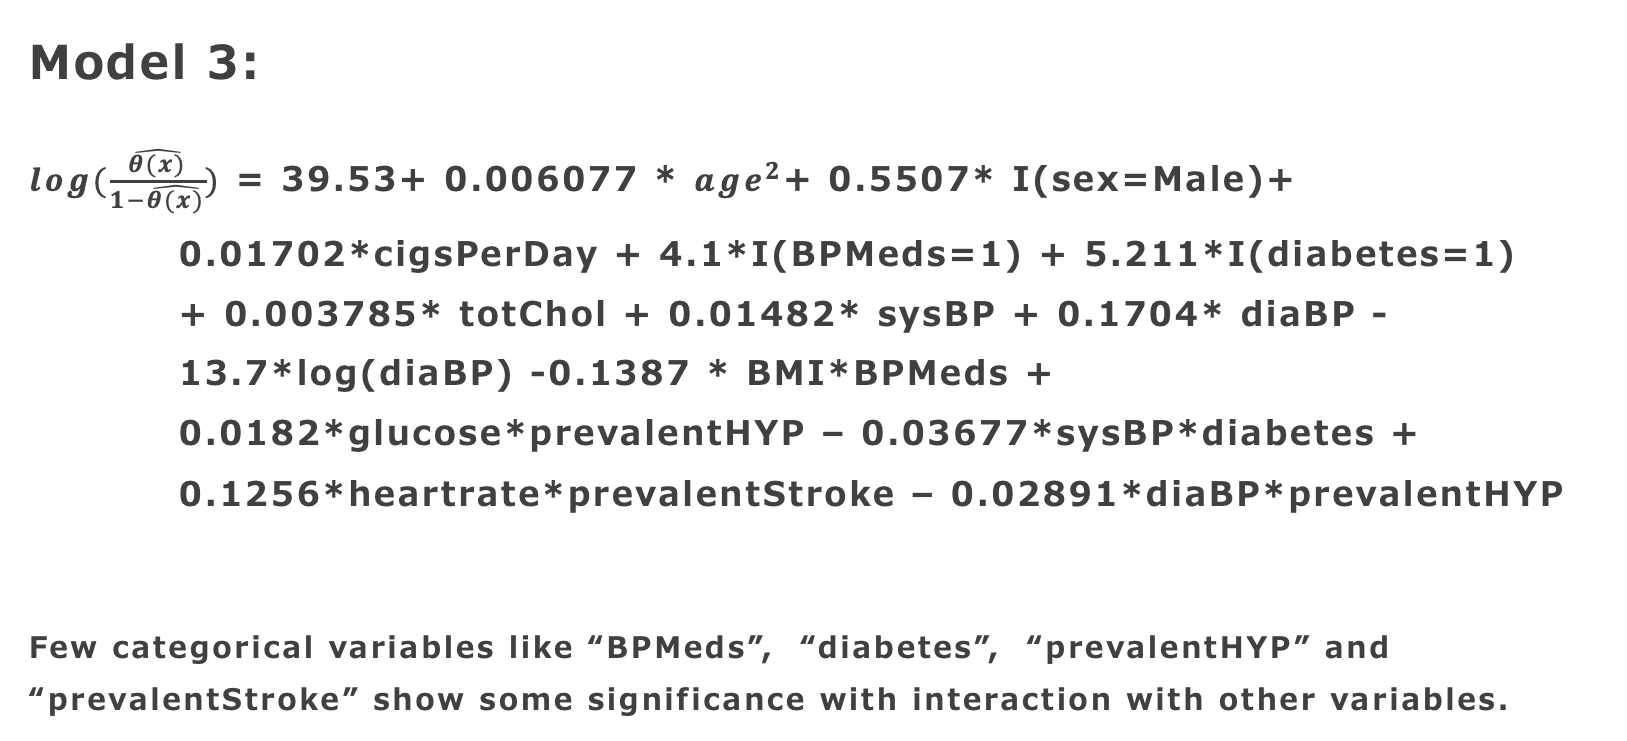 Model 3:
log(θ(x)̂/1−θ(x)̂) = 39.53+ 0.006077 * age²+ 0.5507* I(sex=Male)+
0.01702*cigsPerDay + 4.1*I(BPMeds=1) + 5.211*I(diabetes=1)
+ 0.003785* totChol + 0.01482* sysBP + 0.1704* diaBP -
13.7*log(diaBP) -0.1387 * BMI*BPMeds +
0.0182*glucose*prevalentHYP – 0.03677*sysBP*diabetes +
0.1256*heartrate*prevalentStroke – 0.02891*diaBP*prevalentHYP
Few categorical variables like “BPMeds”, “diabetes”, “prevalentHYP” and
“prevalentStroke” show some significance with interaction with other variables.